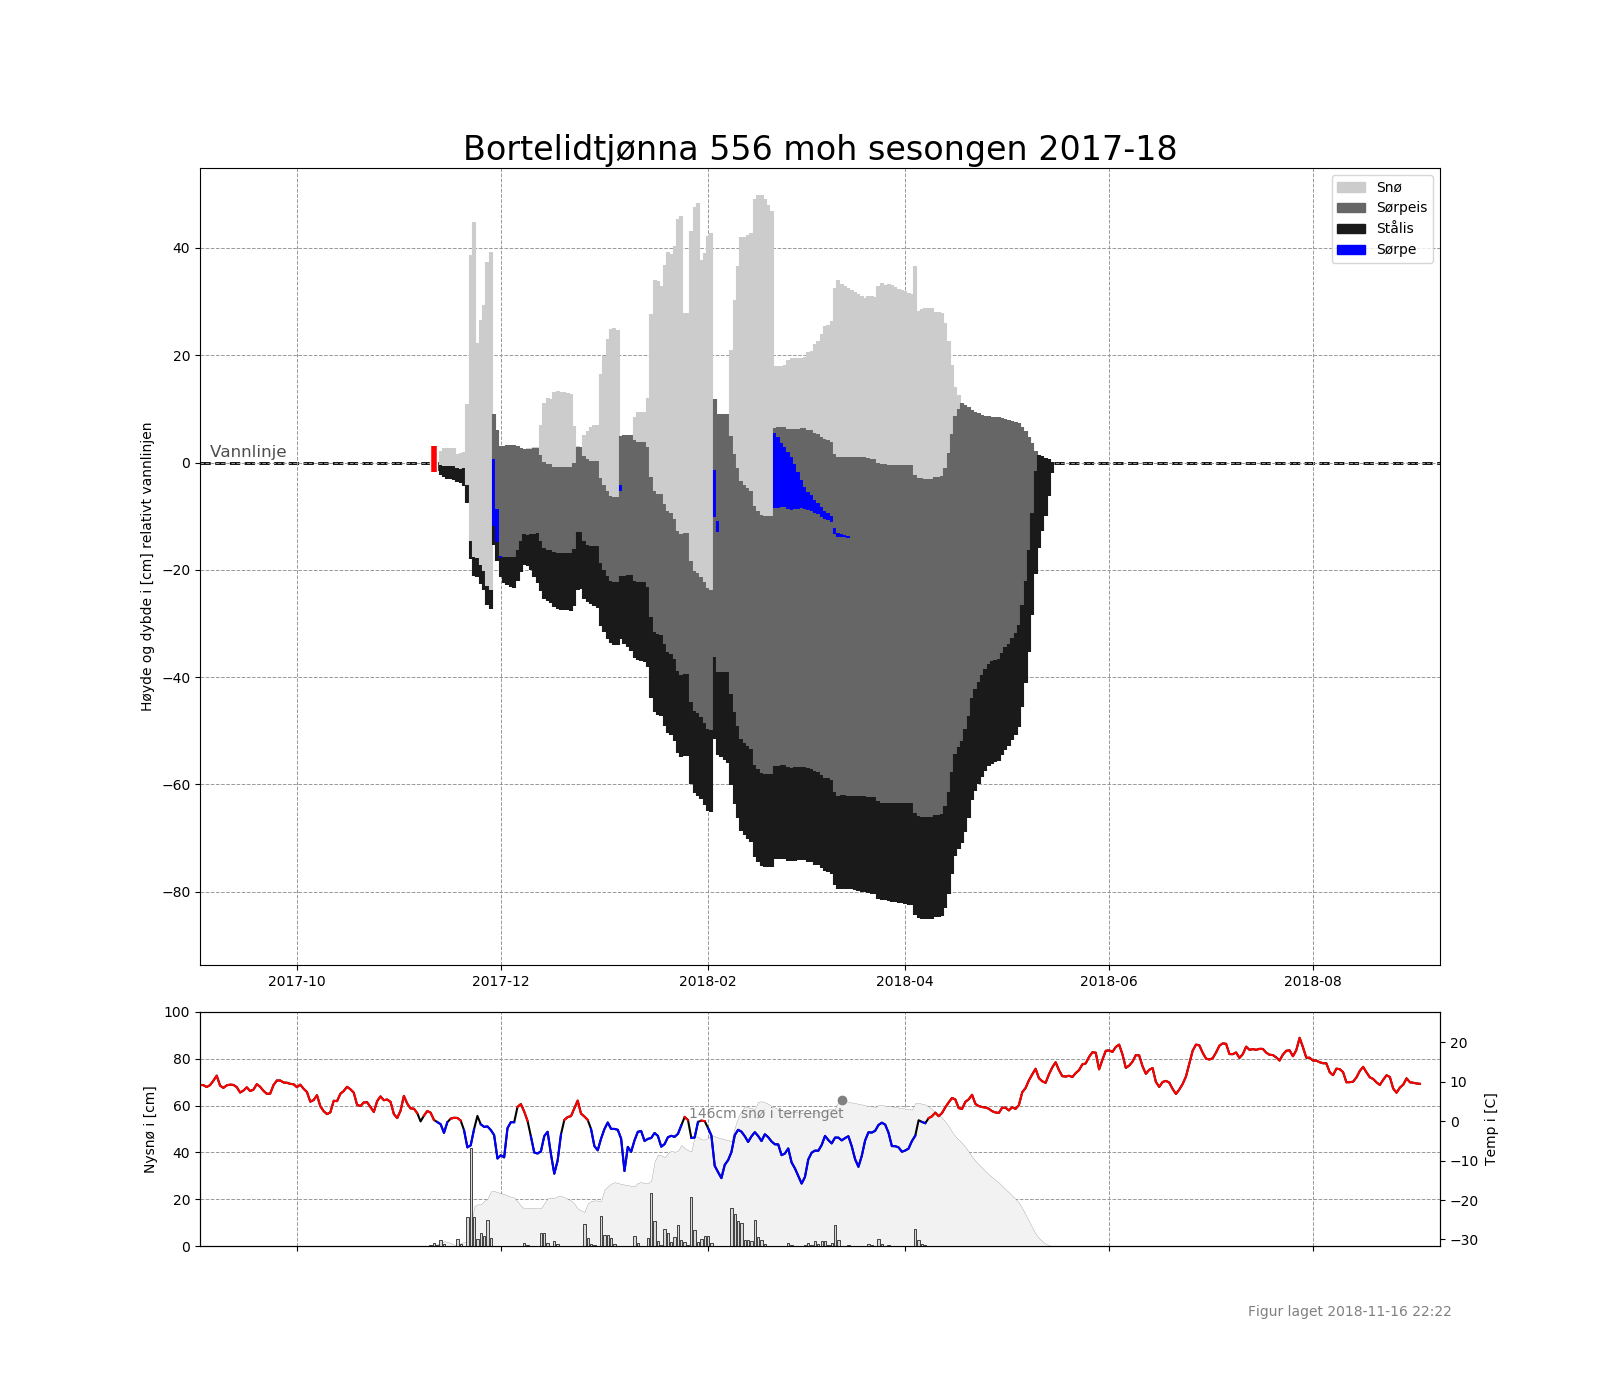 Bortelidtjønna 556 moh sesongen 2017-18
Snø
Sørpeis
Stålis
Sørpe
Vannlinje
Høyde og dybde i [cm] relativt vannlinjen
40
20
0
−20
−40
−60
−80
2017-10
2017-12
2018-02
2018-04
2018-06
2018-08
Nysnø i [cm]
100
80
60
40
20
0
146cm snø i terrenget
20
10
0
−10
−20
−30
Temp i [C]
Figur laget 2018-11-16 22:22